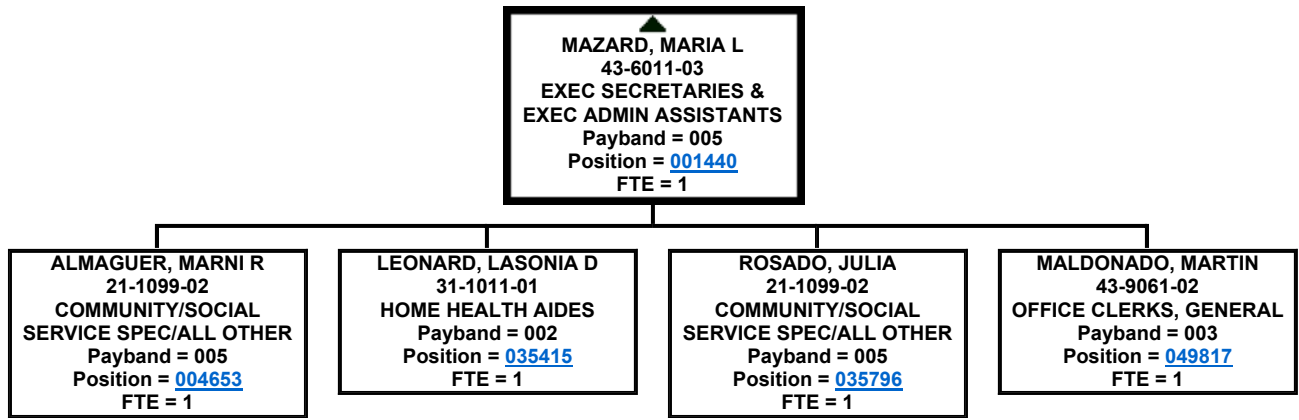 MAZARD, MARIA L
43-6011-03
EXEC SECRETARIES &
EXEC ADMIN ASSISTANTS
Payband = 005
Position = 001440
FTE = 1
ALMAGUER, MARNI R
21-1099-02
COMMUNITY/SOCIAL
SERVICE SPEC/ALL OTHER
Payband = 005
Position = 004653
FTE = 1
LEONARD, LASONIA D
31-1011-01
HOME HEALTH AIDES
Payband = 002
Position = 035415
FTE = 1
ROSADO, JULIA
21-1099-02
COMMUNITY/SOCIAL
SERVICE SPEC/ALL OTHER
Payband = 005
Position = 035796
FTE = 1
MALDONADO, MARTIN
43-9061-02
OFFICE CLERKS, GENERAL
Payband = 003
Position = 049817
FTE = 1